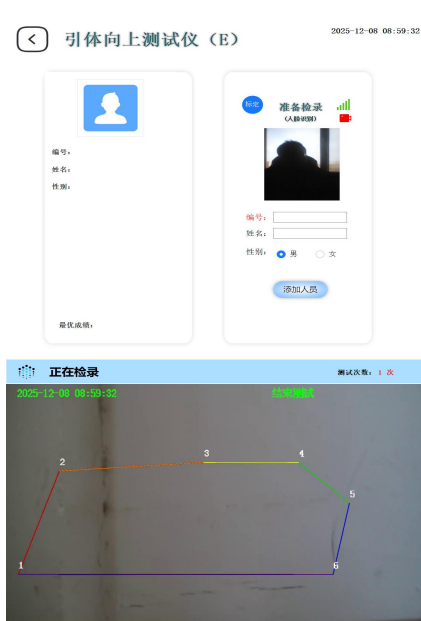 引体向上测试仪（E）
2025-12-08 08:59:32
编号：
姓名：
性别：
最优成绩：
标定
准备检录
(人脸识别)
编号：
姓名：
性别： 男 女
添加人员
正在检录
测试次数： 1 次
2025-12-08 08:59:32
结束测试
2
3
4
5
1
6